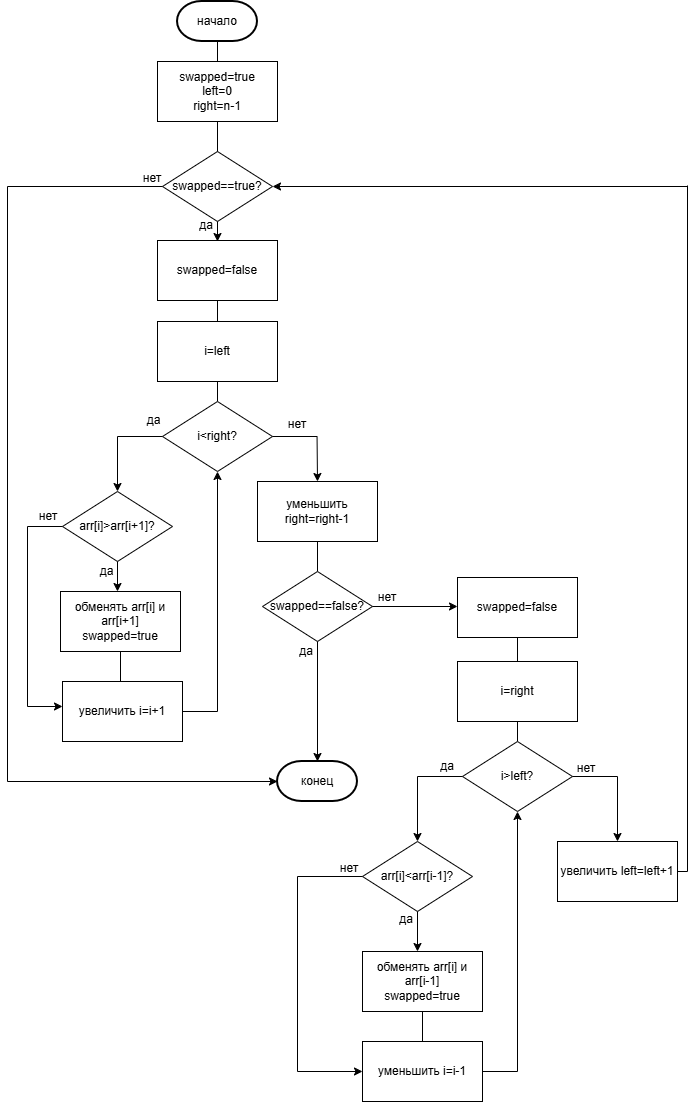 начало
swapped=true
left=0
right=n-1
нет
swapped==true?
да
swapped=false
i=left
да
i<right?
нет
нет
arr[i]>arr[i+1]?
да
обменять arr[i] и
arr[i+1]
swapped=true
увеличить i=i+1
уменьшить
right=right-1
swapped==false?
нет
да
конец
swapped=false
i=right
да
i>left?
нет
увеличить left=left+1
нет
arr[i]<arr[i-1]?
да
обменять arr[i] и
arr[i-1]
swapped=true
уменьшить i=i-1